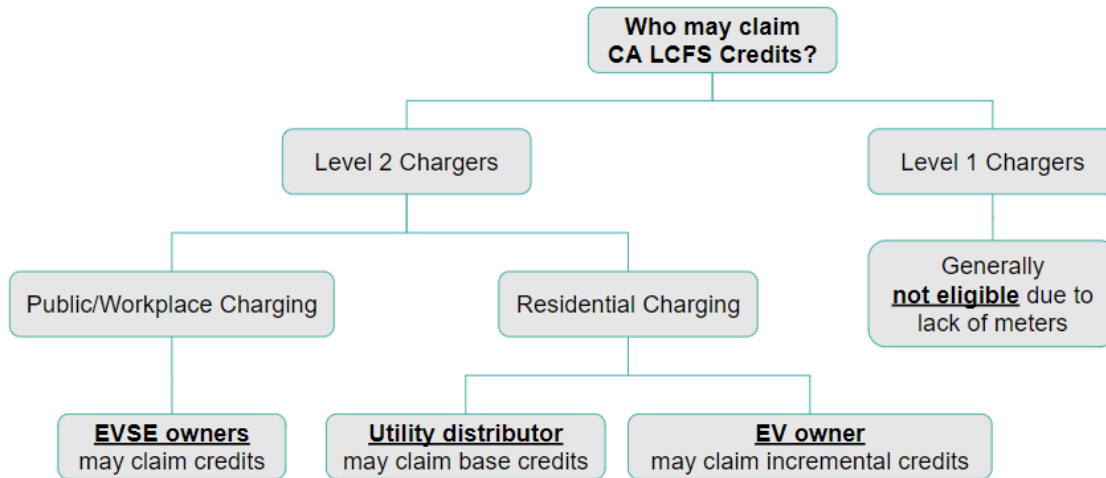 Who may claim
CA LCFS Credits?
Level 2 Chargers
Level 1 Chargers
Public/Workplace Charging
Residential Charging
Generally
not eligible due to
lack of meters
EVSE owners
may claim credits
Utility distributor
may claim base credits
EV owner
may claim incremental credits